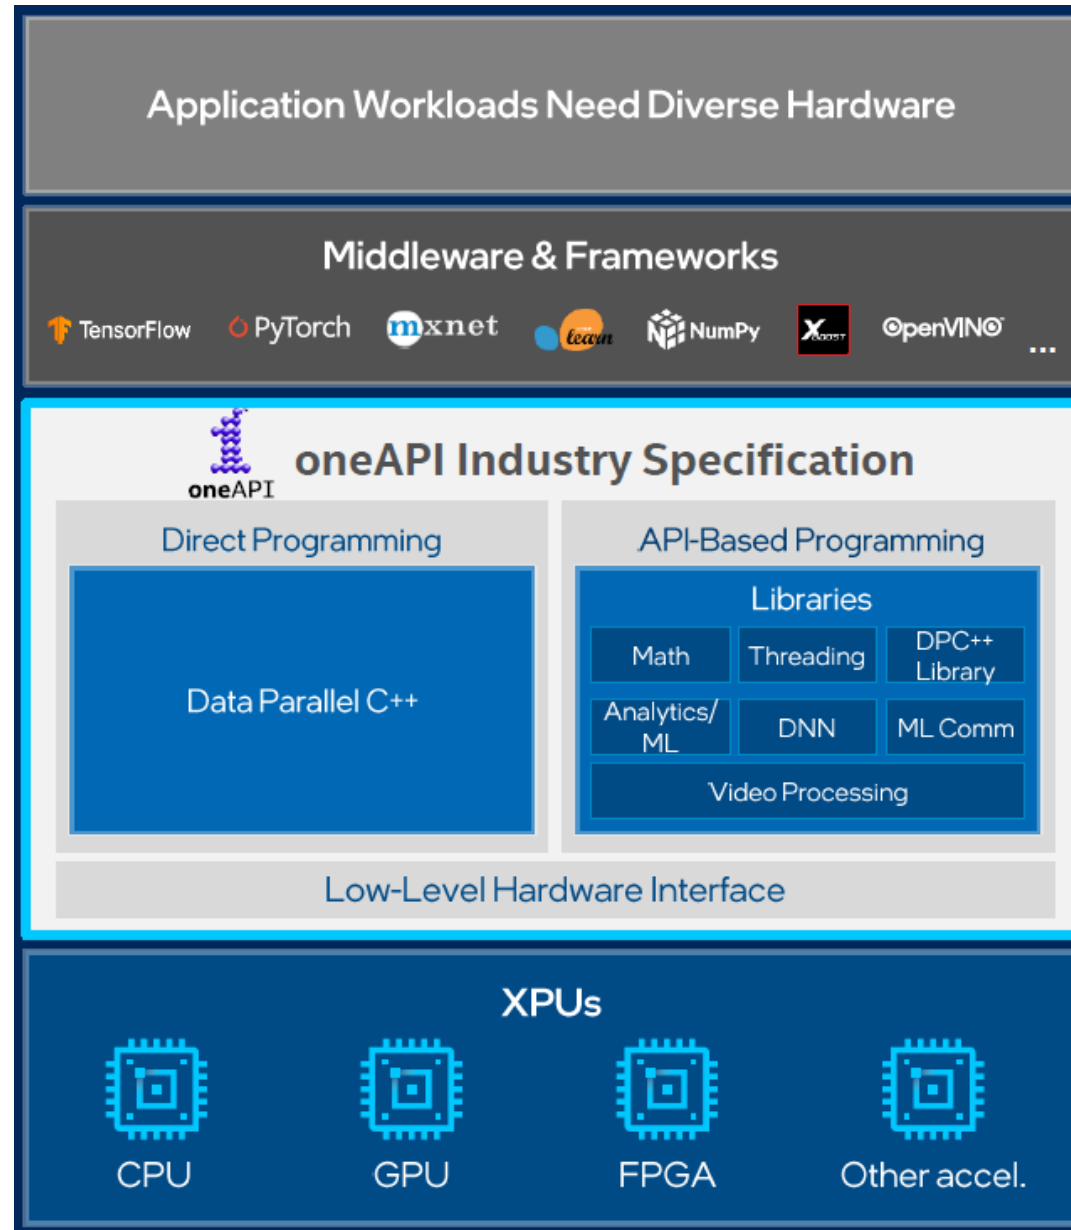 Application Workloads Need Diverse Hardware
Middleware & Frameworks
TensorFlow PyTorch mxnet learn NumPy XBOOST OpenVINO ...
oneAPI
oneAPI Industry Specification
Direct Programming
Data Parallel C++
API-Based Programming
Libraries
Math
Threading
DPC++
Library
Analytics/
ML
DNN
ML Comm
Video Processing
Low-Level Hardware Interface
XPUs
CPU GPU FPGA Other accel.